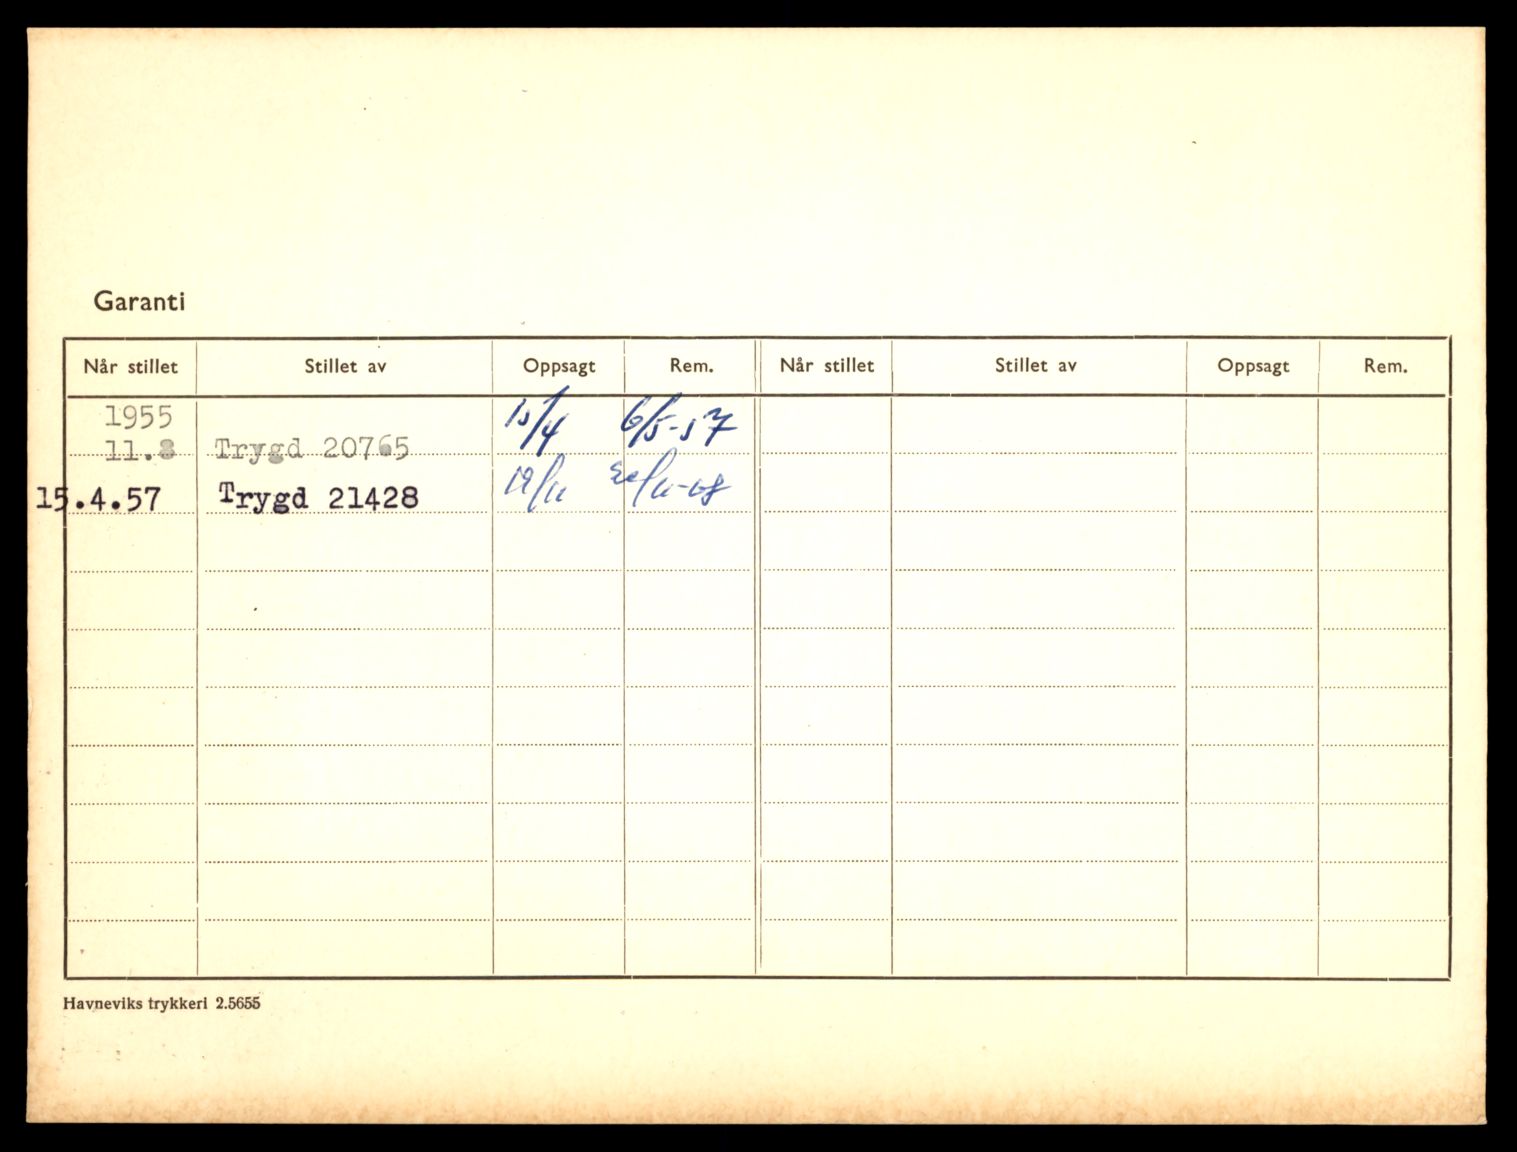 Garanti
Når stillet Stillet av Oppsagt Rem. Når stillet Stillet av Oppsagt Rem.
1955
11.8 Trygd 20765 15/4 6/5-57
15.4.57 Trygd 21428
Havneviks trykkeri 2.5655